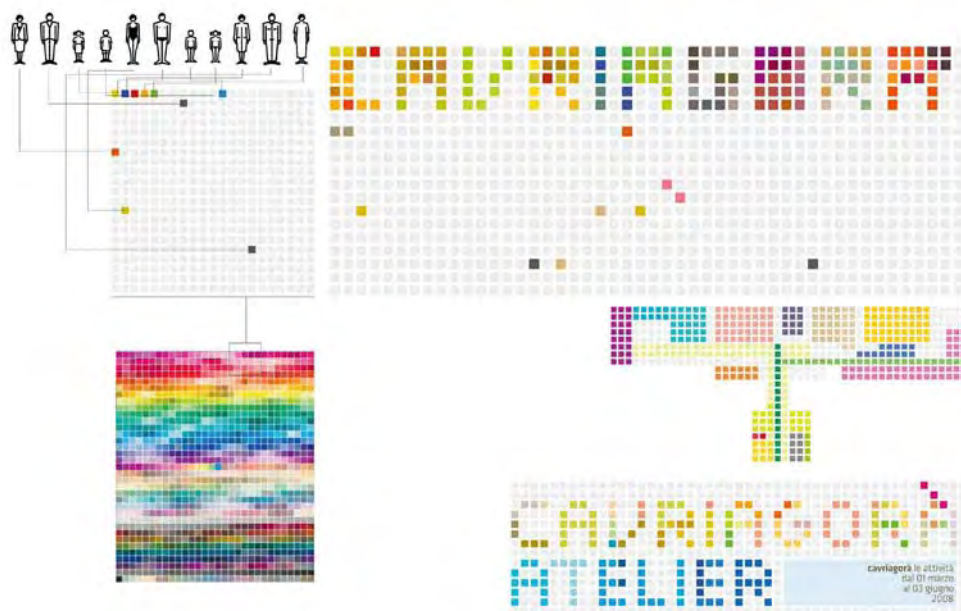 CAVRIAGORA'
CAVRIAGORÀ
ATELIER
cavriagorà le attività
dal 01 marzo
al 03 giugno
2008